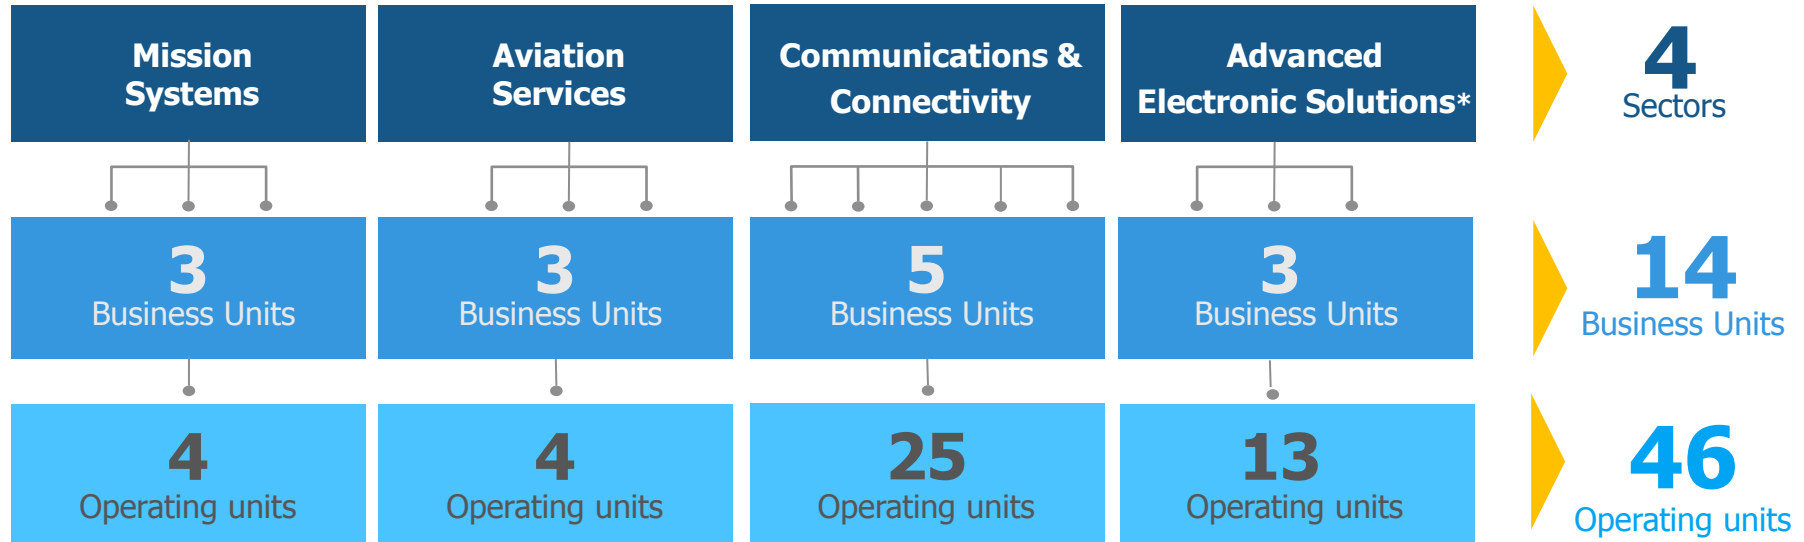 Mission
Systems
Aviation
Services
Communications &
Connectivity
Advanced
Electronic Solutions*
4
Sectors
3
Business Units
3
Business Units
5
Business Units
3
Business Units
14
Business Units
4
Operating units
4
Operating units
25
Operating units
13
Operating units
46
Operating units